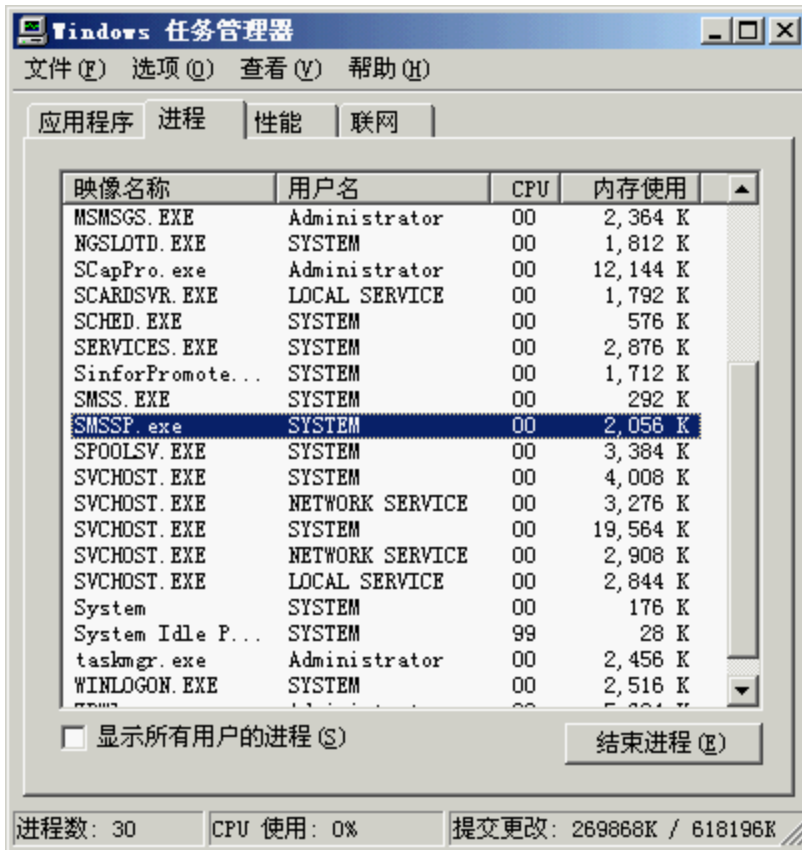 Windows 任务管理器
文件(F) 选项(O) 查看(V) 帮助(H)
应用程序 进程 性能 联网
映像名称 用户名 CPU 内存使用
MSMSGS.EXE Administrator 00 2,364 K
NGSLOTD.EXE SYSTEM 00 1,812 K
SCapPro.exe Administrator 00 12,144 K
SCARDSVR.EXE LOCAL SERVICE 00 1,792 K
SCHED.EXE SYSTEM 00 576 K
SERVICES.EXE SYSTEM 00 2,876 K
SinforPromote... SYSTEM 00 1,712 K
SMSS.EXE SYSTEM 00 292 K
SMSSP.exe SYSTEM 00 2,056 K
SPOOLSV.EXE SYSTEM 00 3,384 K
SVCHOST.EXE SYSTEM 00 4,008 K
SVCHOST.EXE NETWORK SERVICE 00 3,276 K
SVCHOST.EXE SYSTEM 00 19,564 K
SVCHOST.EXE NETWORK SERVICE 00 2,908 K
SVCHOST.EXE LOCAL SERVICE 00 2,844 K
System SYSTEM 00 176 K
System Idle P... SYSTEM 99 28 K
taskmgr.exe Administrator 00 2,456 K
WINLOGON.EXE SYSTEM 00 2,516 K
显示所有用户的进程(S) 结束进程(E)
进程数: 30 CPU 使用: 0% 提交更改: 269868K / 618196K